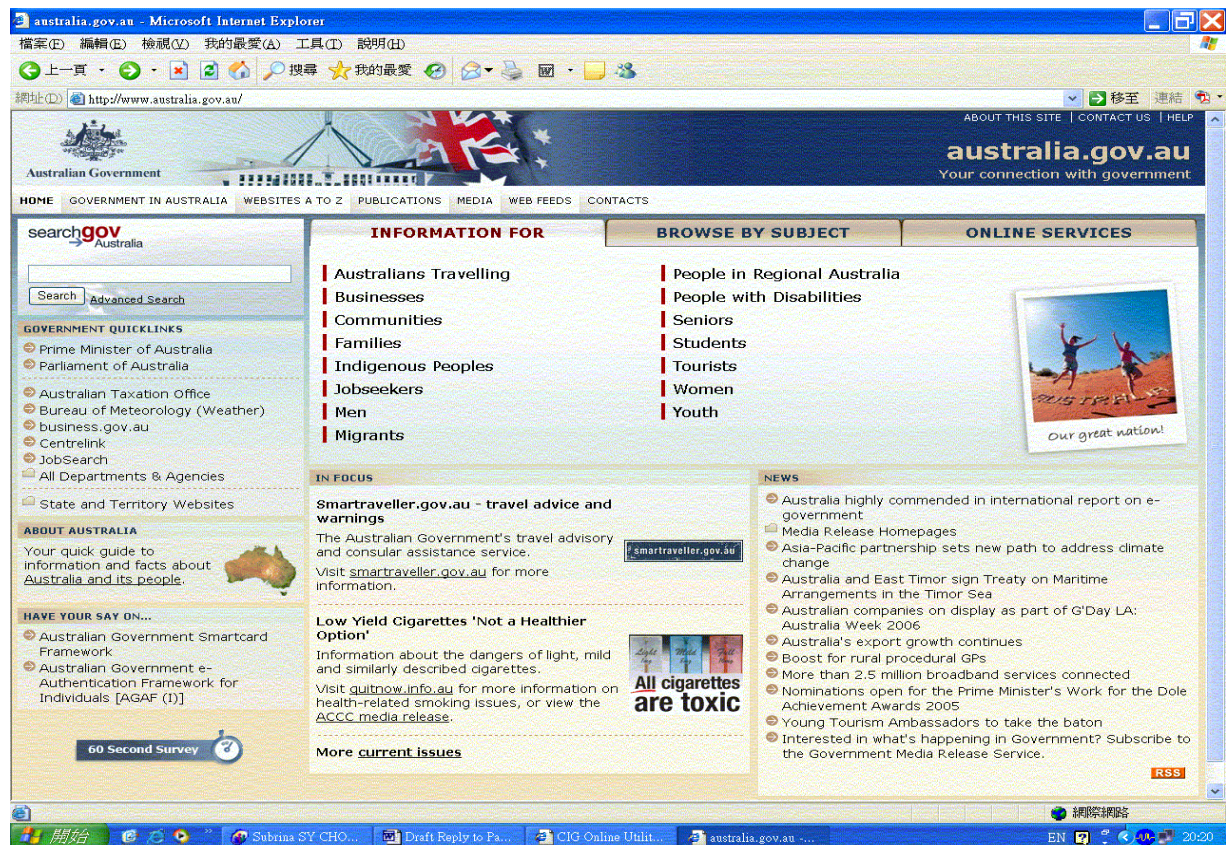 australia.gov.au - Microsoft Internet Explorer
檔案(F) 編輯(E) 檢視(V) 我的最愛(A) 工具(T) 說明(H)
上一頁 搜尋 我的最愛
網址(D) http://www.australia.gov.au/ 移至 連結
ABOUT THIS SITE | CONTACT US | HELP
Australian Government
australia.gov.au
Your connection with government
HOME GOVERNMENT IN AUSTRALIA WEBSITES A TO Z PUBLICATIONS MEDIA WEB FEEDS CONTACTS
searchgov
Australia
Search Advanced Search
GOVERNMENT QUICKLINKS
Prime Minister of Australia
Parliament of Australia
Australian Taxation Office
Bureau of Meteorology (Weather)
business.gov.au
Centrelink
JobSearch
All Departments & Agencies
State and Territory Websites
ABOUT AUSTRALIA
Your quick guide to
information and facts about
Australia and its people.
HAVE YOUR SAY ON...
Australian Government Smartcard
Framework
Australian Government e-
Authentication Framework for
Individuals [AGAF (I)]
60 Second Survey
INFORMATION FOR BROWSE BY SUBJECT ONLINE SERVICES
Australians Travelling
Businesses
Communities
Families
Indigenous Peoples
Jobseekers
Men
Migrants
People in Regional Australia
People with Disabilities
Seniors
Students
Tourists
Women
Youth
AUSTRALIA
Our great nation!
IN FOCUS
Smartraveller.gov.au - travel advice and
warnings
The Australian Government's travel advisory
and consular assistance service.
Visit smartraveller.gov.au for more
information.
smartraveller.gov.au
Low Yield Cigarettes 'Not a Healthier
Option'
Information about the dangers of light, mild
and similarly described cigarettes.
Visit quitnow.info.au for more information on
health-related smoking issues, or view the
ACCC media release.
Light Mild Full
All cigarettes
are toxic
More current issues
NEWS
Australia highly commended in international report on e-
government
Media Release Homepages
Asia-Pacific partnership sets new path to address climate
change
Australia and East Timor sign Treaty on Maritime
Arrangements in the Timor Sea
Australian companies on display as part of G'Day LA:
Australia Week 2006
Australia's export growth continues
Boost for rural procedural GPs
More than 2.5 million broadband services connected
Nominations open for the Prime Minister's Work for the Dole
Achievement Awards 2005
Young Tourism Ambassadors to take the baton
Interested in what's happening in Government? Subscribe to
the Government Media Release Service.
RSS
網際網路
開始 Subrina SY CHO... Draft Reply to Pa... CIG Online Utilit... australia.gov.au -... EN 20:20